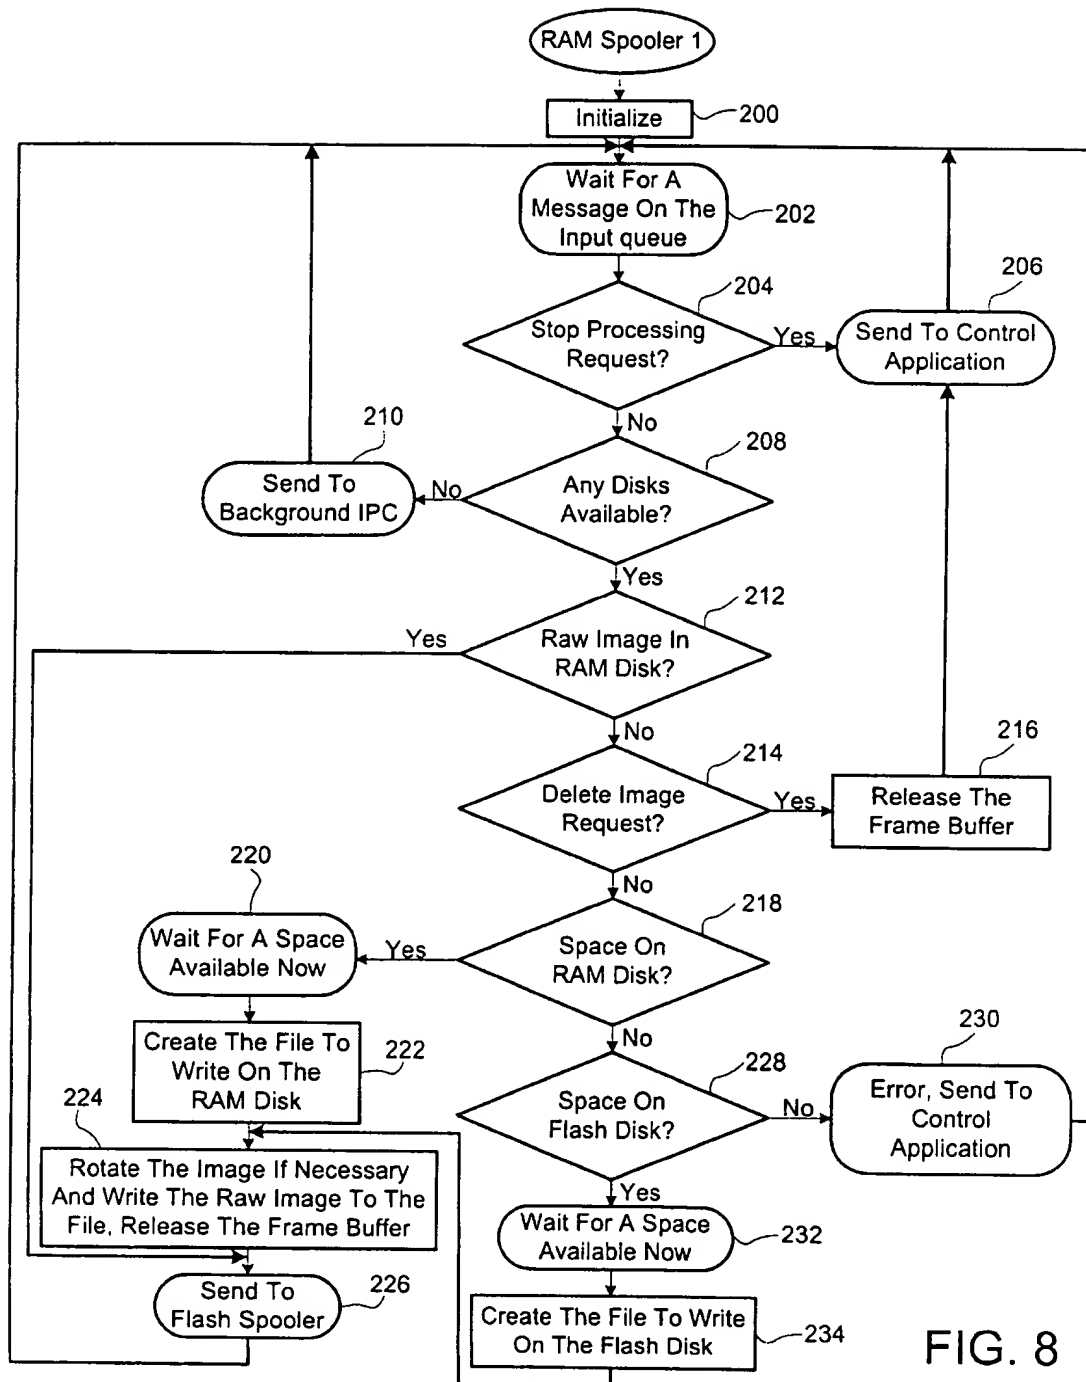 RAM Spooler 1
Initialize
200
Wait For A
Message On The
Input queue
202
204
Stop Processing
Request?
Yes
206
Send To Control
Application
No
208
210
Send To
Background IPC
No
Any Disks
Available?
Yes
212
Yes
Raw Image In
RAM Disk?
No
214
216
Delete Image
Request?
Yes
Release The
Frame Buffer
No
220
218
Wait For A Space
Available Now
Yes
Space On
RAM Disk?
No
Create The File To
Write On The
RAM Disk
222
228
230
Space On
Flash Disk?
No
Error, Send To
Control
Application
224
Rotate The Image If Necessary
And Write The Raw Image To The
File, Release The Frame Buffer
Yes
Wait For A Space
Available Now
232
Send To
Flash Spooler
226
Create The File To Write
On The Flash Disk
234
FIG. 8